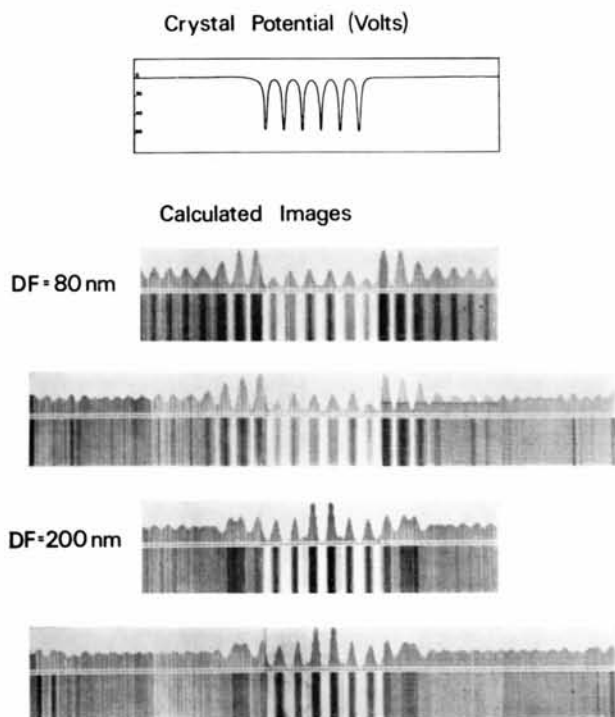 Crystal Potential (Volts)
Calculated Images
DF=80nm
DF=200nm